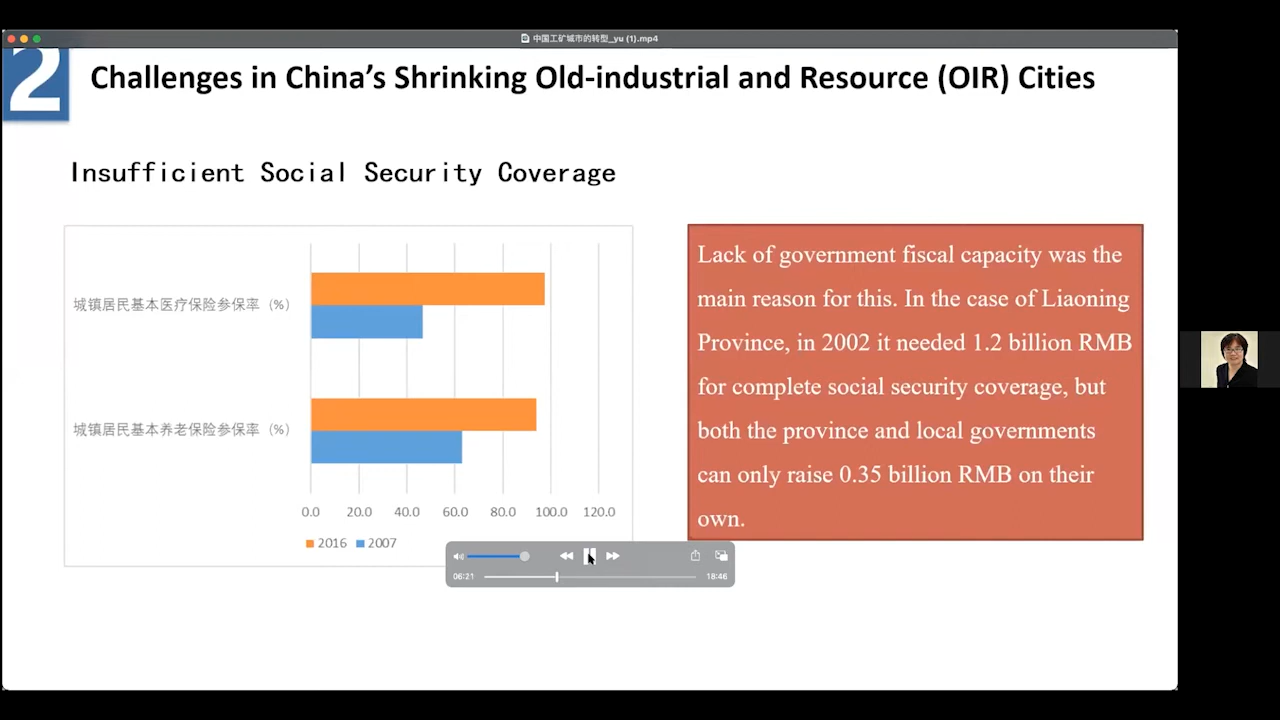 中国工矿城市的转型_yu (1).mp4
2
Challenges in China’s Shrinking Old-industrial and Resource (OIR) Cities
Insufficient Social Security Coverage
城镇居民基本医疗保险参保率（%）
城镇居民基本养老保险参保率（%）
0.0 20.0 40.0 60.0 80.0 100.0 120.0
2016 2007
Lack of government fiscal capacity was the
main reason for this. In the case of Liaoning
Province, in 2002 it needed 1.2 billion RMB
for complete social security coverage, but
both the province and local governments
can only raise 0.35 billion RMB on their
own.
06:21
18:46